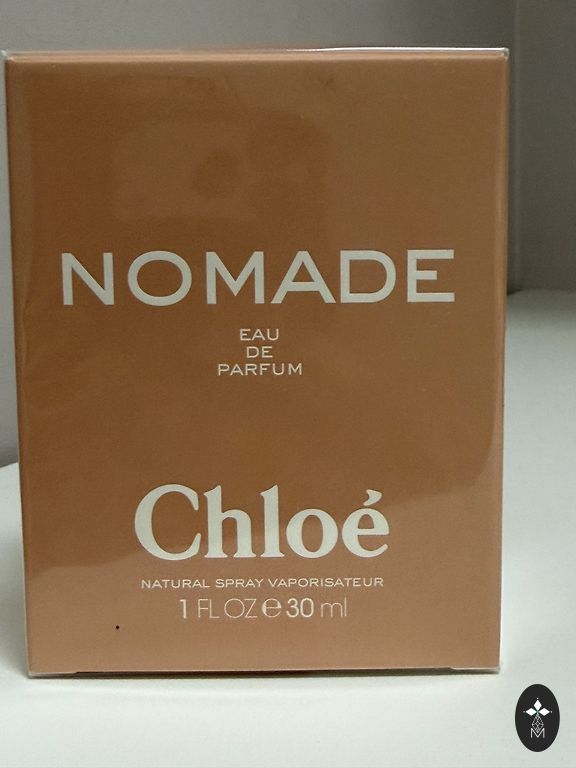 NOMADE
EAU
DE
PARFUM
Chloé
NATURAL SPRAY VAPORISATEUR
1 FL OZ ℮ 30 ml
M